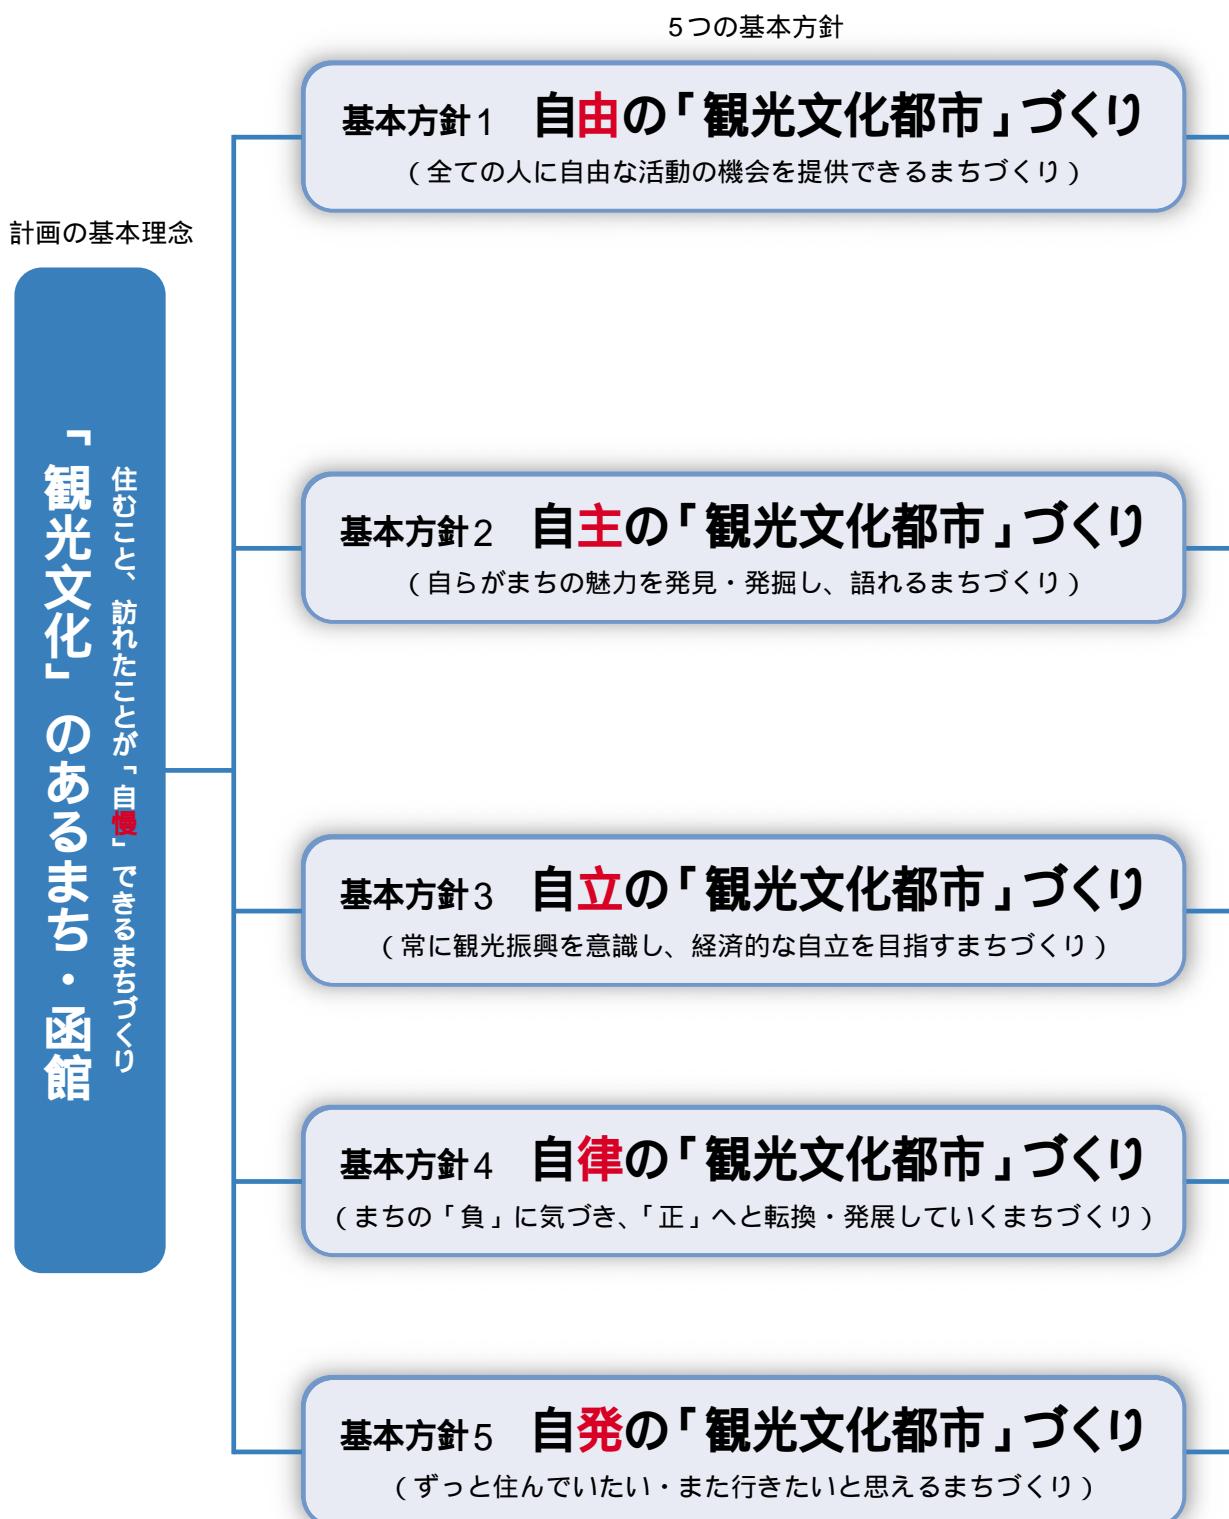 5つの基本方針
基本方針1 自由の「観光文化都市」づくり
(全ての人に自由な活動の機会を提供できるまちづくり)
計画の基本理念
住むこと、訪れたことが「自慢」できるまちづくり
「観光文化」のあるまち・函館
基本方針2 自主の「観光文化都市」づくり
(自らがまちの魅力を発見・発掘し、語れるまちづくり)
基本方針3 自立の「観光文化都市」づくり
(常に観光振興を意識し、経済的な自立を目指すまちづくり)
基本方針4 自律の「観光文化都市」づくり
(まちの「負」に気づき、「正」へと転換・発展していくまちづくり)
基本方針5 自発の「観光文化都市」づくり
(ずっと住んでいたい・また行きたいと思えるまちづくり)